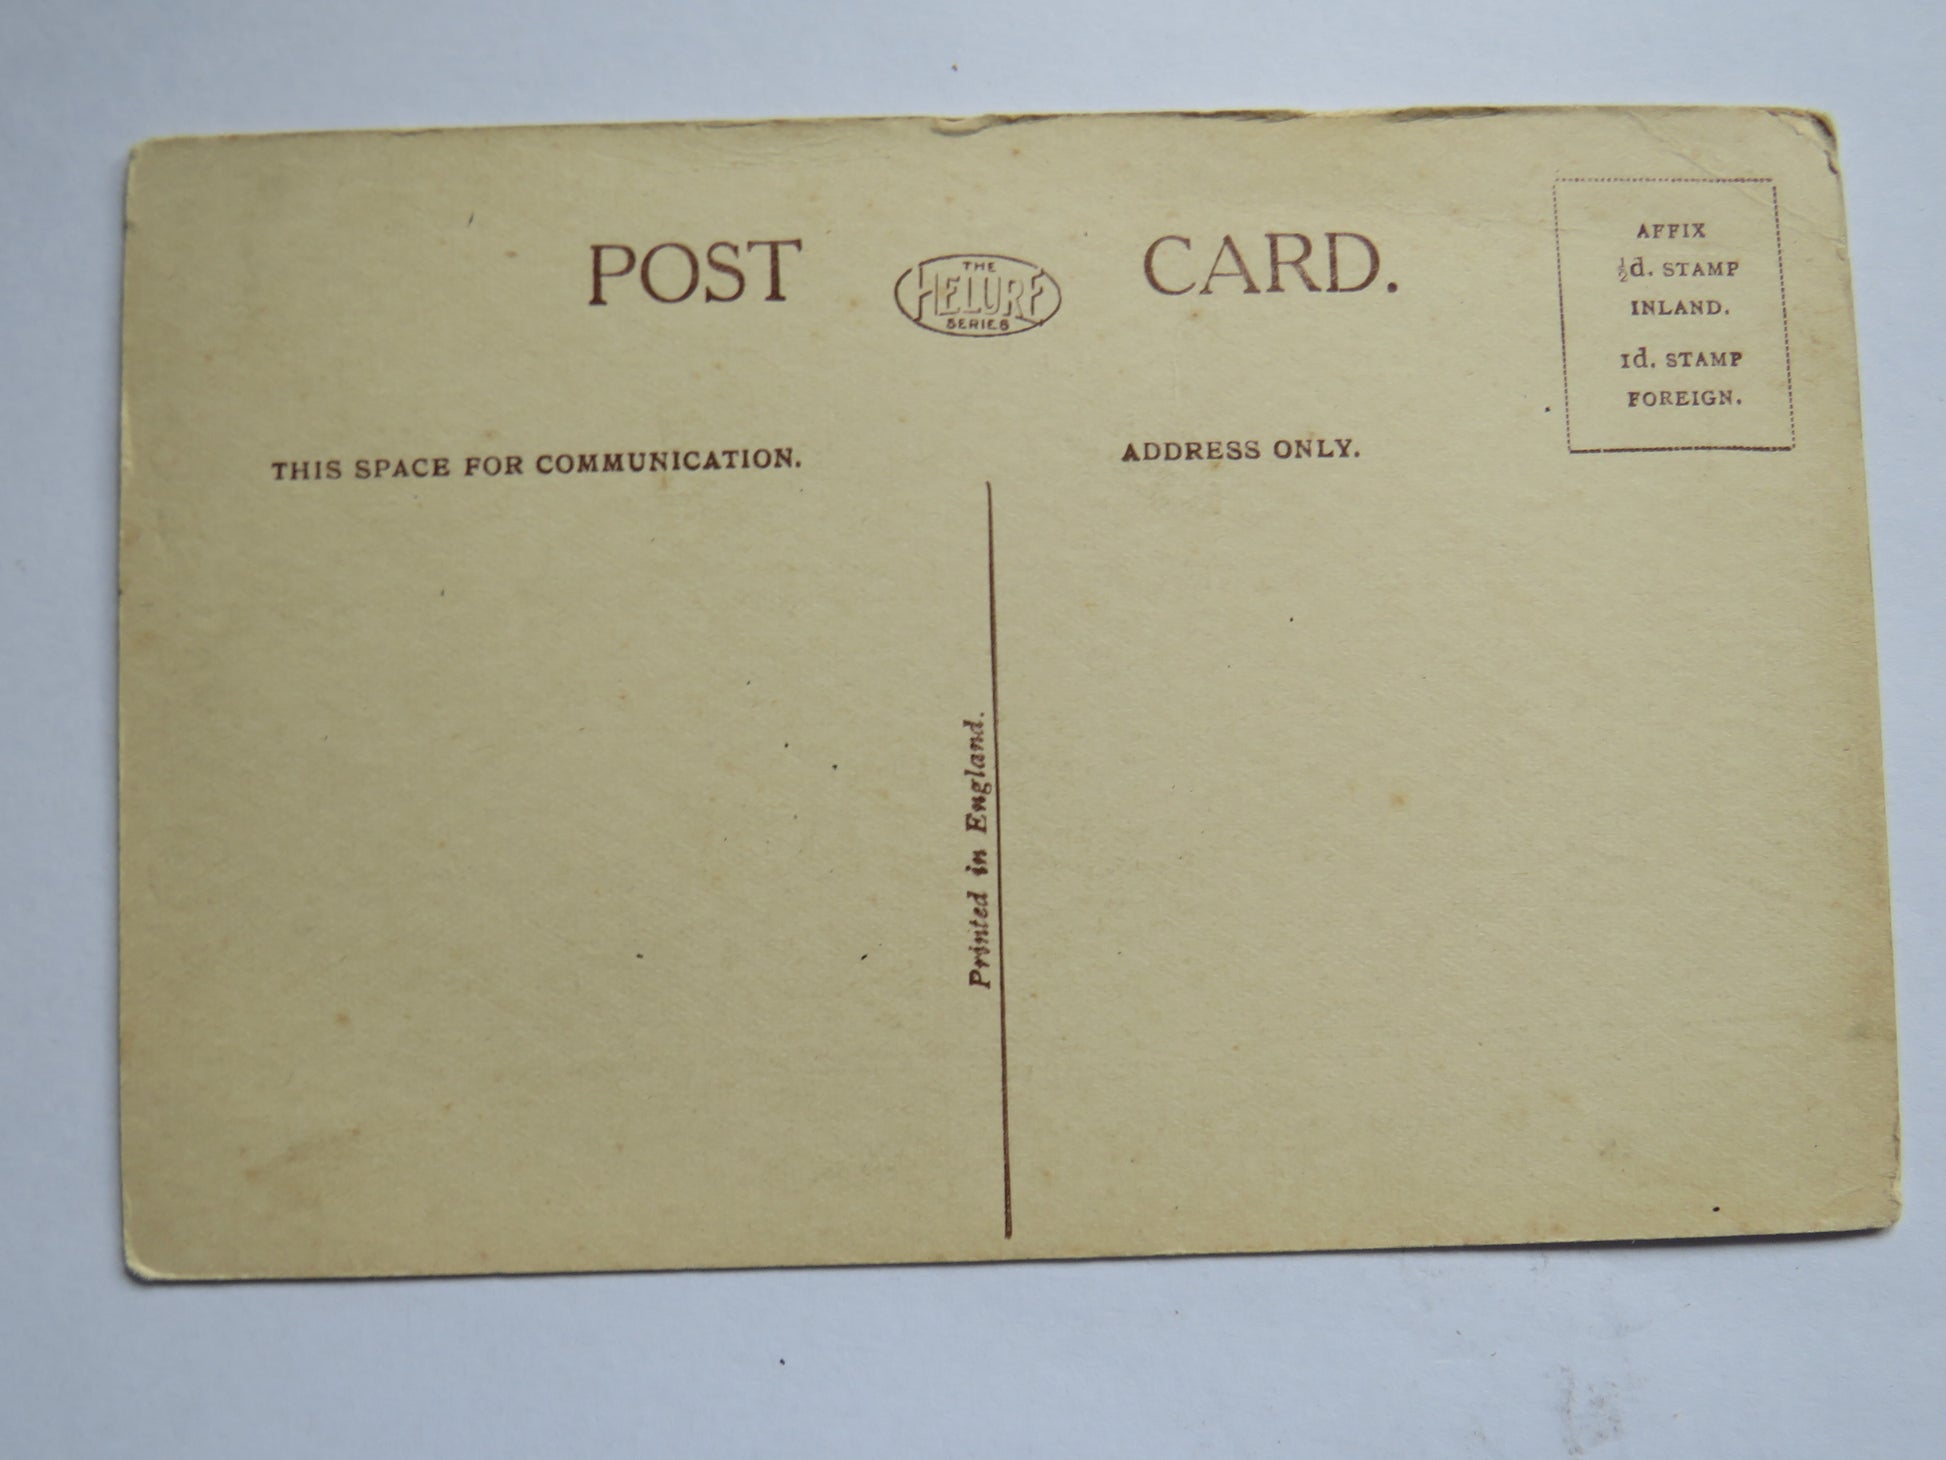 POST CARD.
THE
HELURF
SERIES
AFFIX
½d. STAMP
INLAND.
1d. STAMP
FOREIGN.
THIS SPACE FOR COMMUNICATION.
ADDRESS ONLY.
Printed in England.